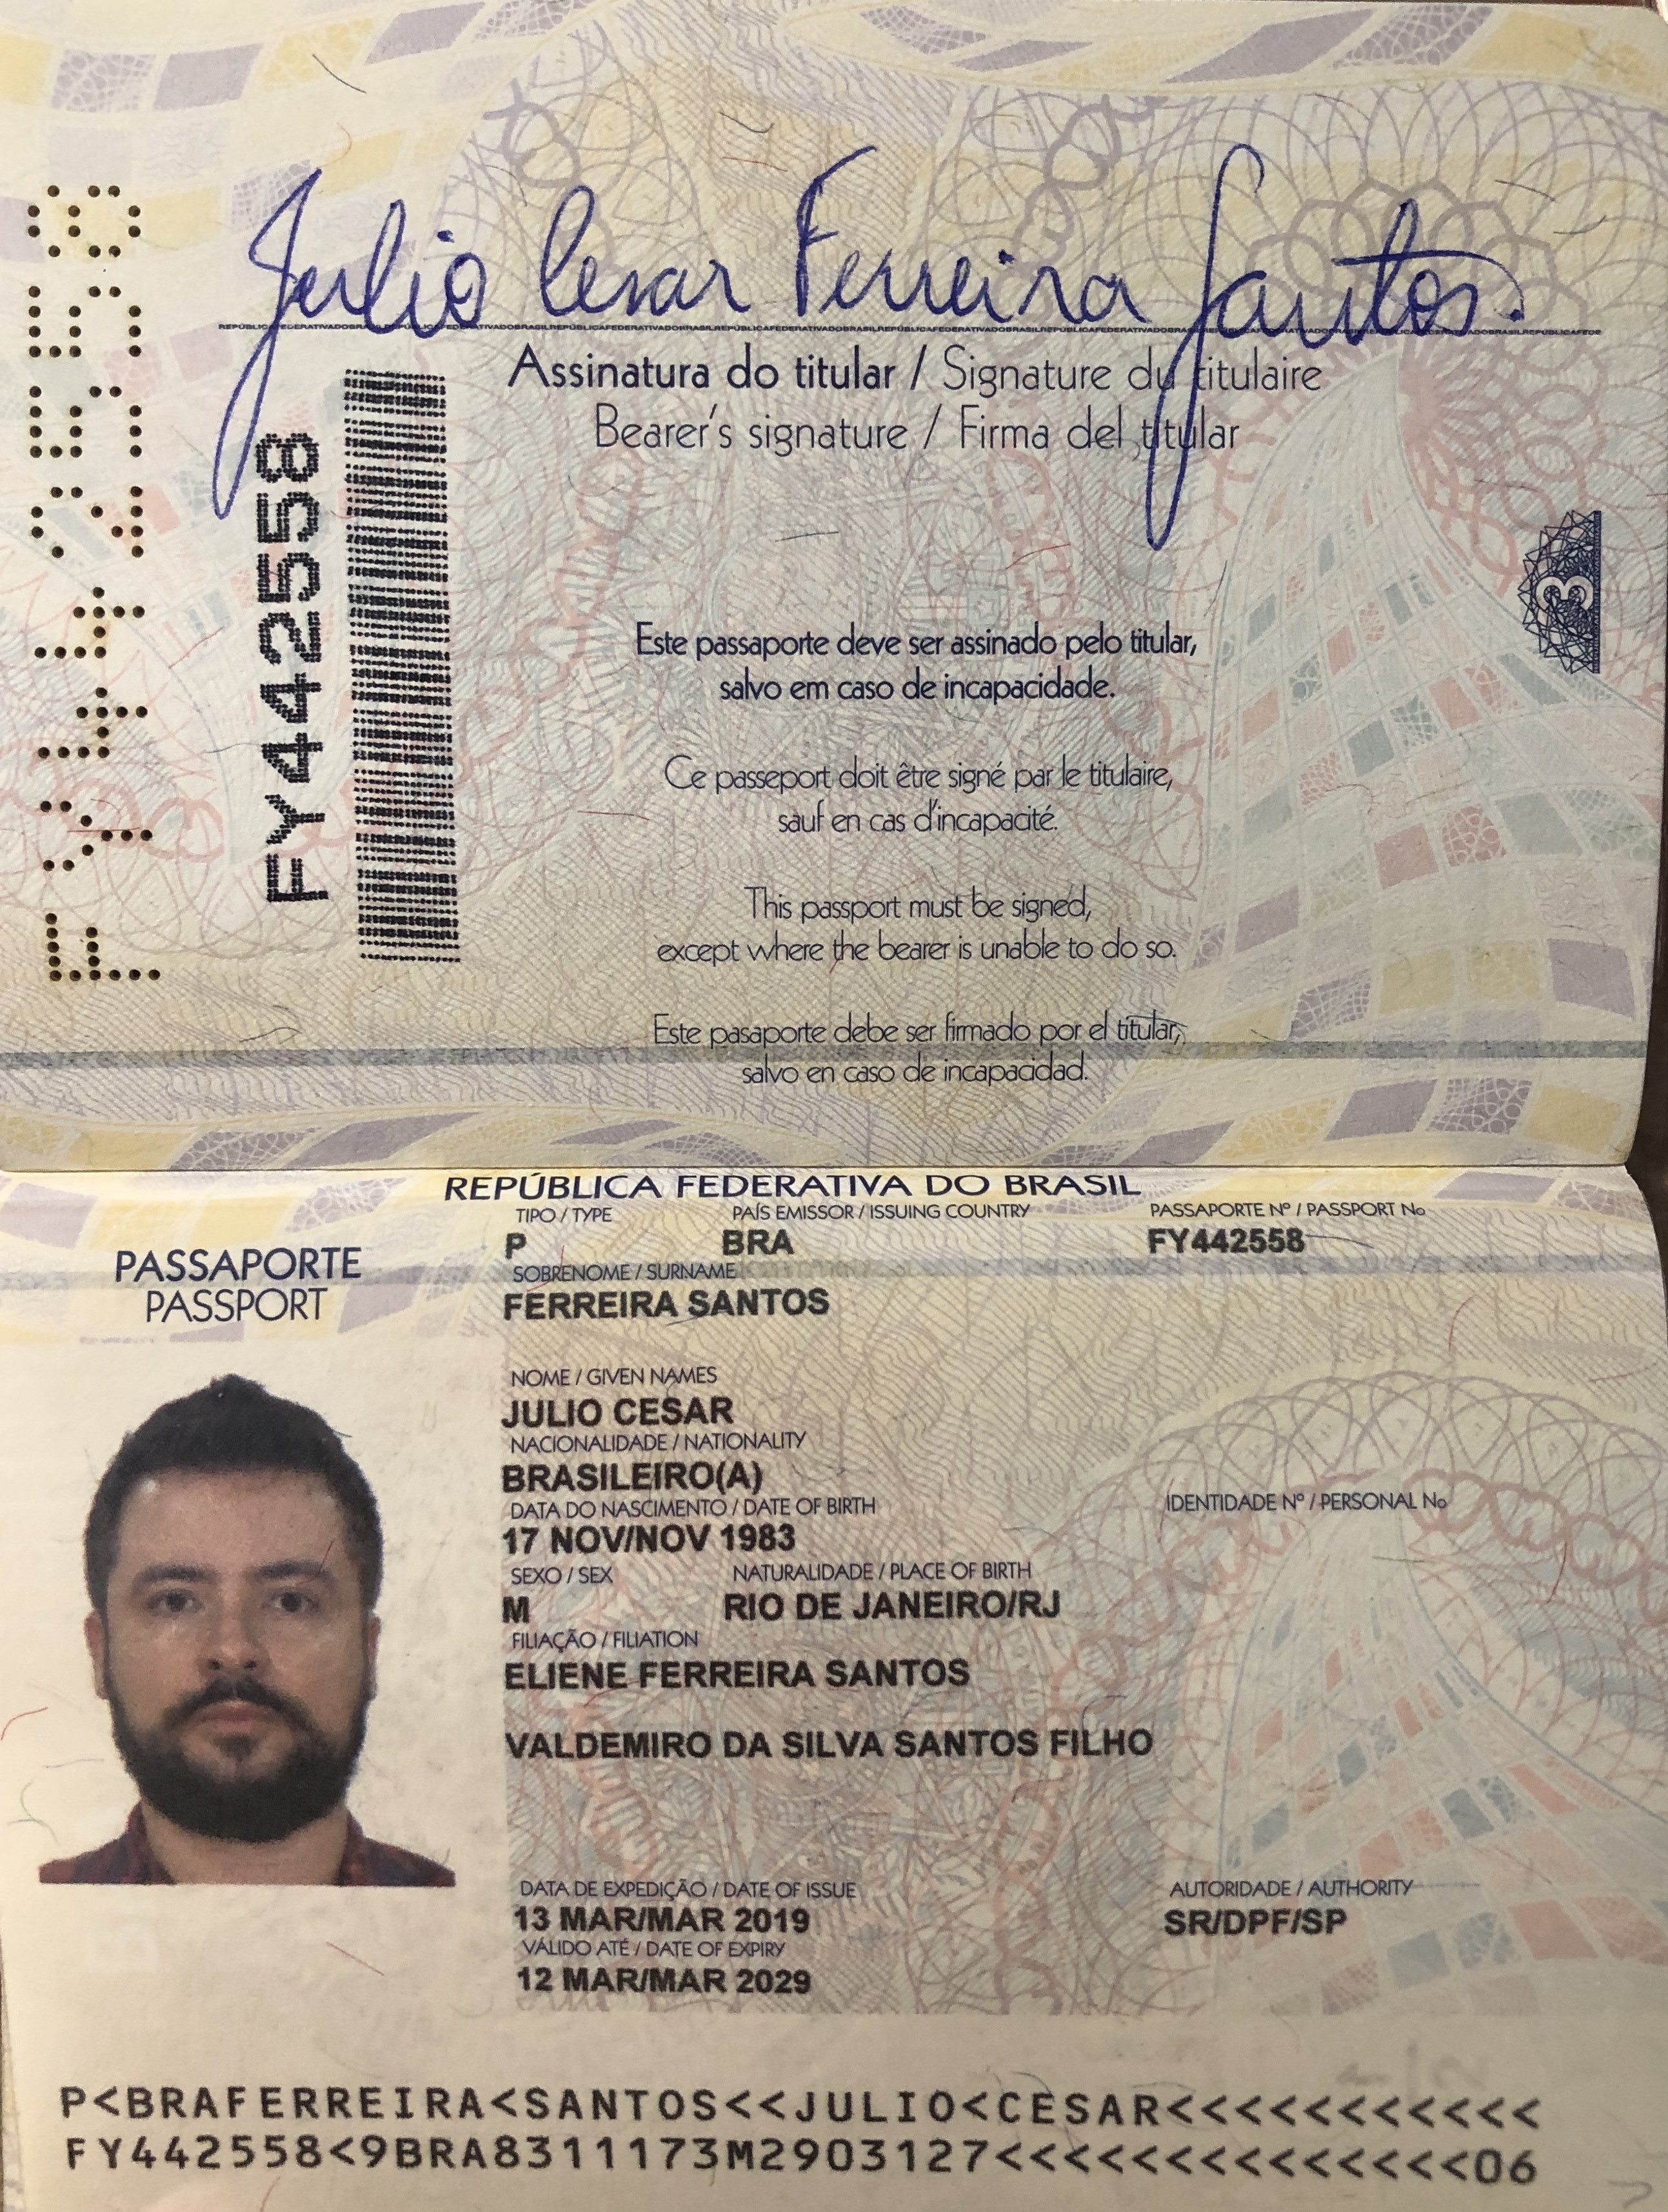 FY442558
Julio Cesar Ferreira Santos.
Assinatura do titular / Signature du titulaire
Bearer's signature / Firma del titular
FY442558
3
Este passaporte deve ser assinado pelo titular,
salvo em caso de incapacidade.
Ce passeport doit être signé par le titulaire,
sauf en cas d'incapacité.
This passport must be signed,
except where the bearer is unable to do so.
Este pasaporte debe ser firmado por el titular,
salvo en caso de incapacidad.
REPÚBLICA FEDERATIVA DO BRASIL
PASSAPORTE
PASSPORT
TIPO / TYPE PAÍS EMISSOR / ISSUING COUNTRY PASSAPORTE Nº / PASSPORT No
P BRA FY442558
SOBRENOME / SURNAME
FERREIRA SANTOS
NOME / GIVEN NAMES
JULIO CESAR
NACIONALIDADE / NATIONALITY
BRASILEIRO(A)
DATA DO NASCIMENTO / DATE OF BIRTH IDENTIDADE Nº / PERSONAL No
17 NOV/NOV 1983
SEXO / SEX NATURALIDADE / PLACE OF BIRTH
M RIO DE JANEIRO/RJ
FILIAÇÃO / FILIATION
ELIENE FERREIRA SANTOS
VALDEMIRO DA SILVA SANTOS FILHO
DATA DE EXPEDIÇÃO / DATE OF ISSUE AUTORIDADE / AUTHORITY
13 MAR/MAR 2019 SR/DPF/SP
VÁLIDO ATÉ / DATE OF EXPIRY
12 MAR/MAR 2029
P<BRAFERREIRA<SANTOS<<JULIO<CESAR<<<<<<<<<<<
FY442558<9BRA8311173M2903127<<<<<<<<<<<<<<06